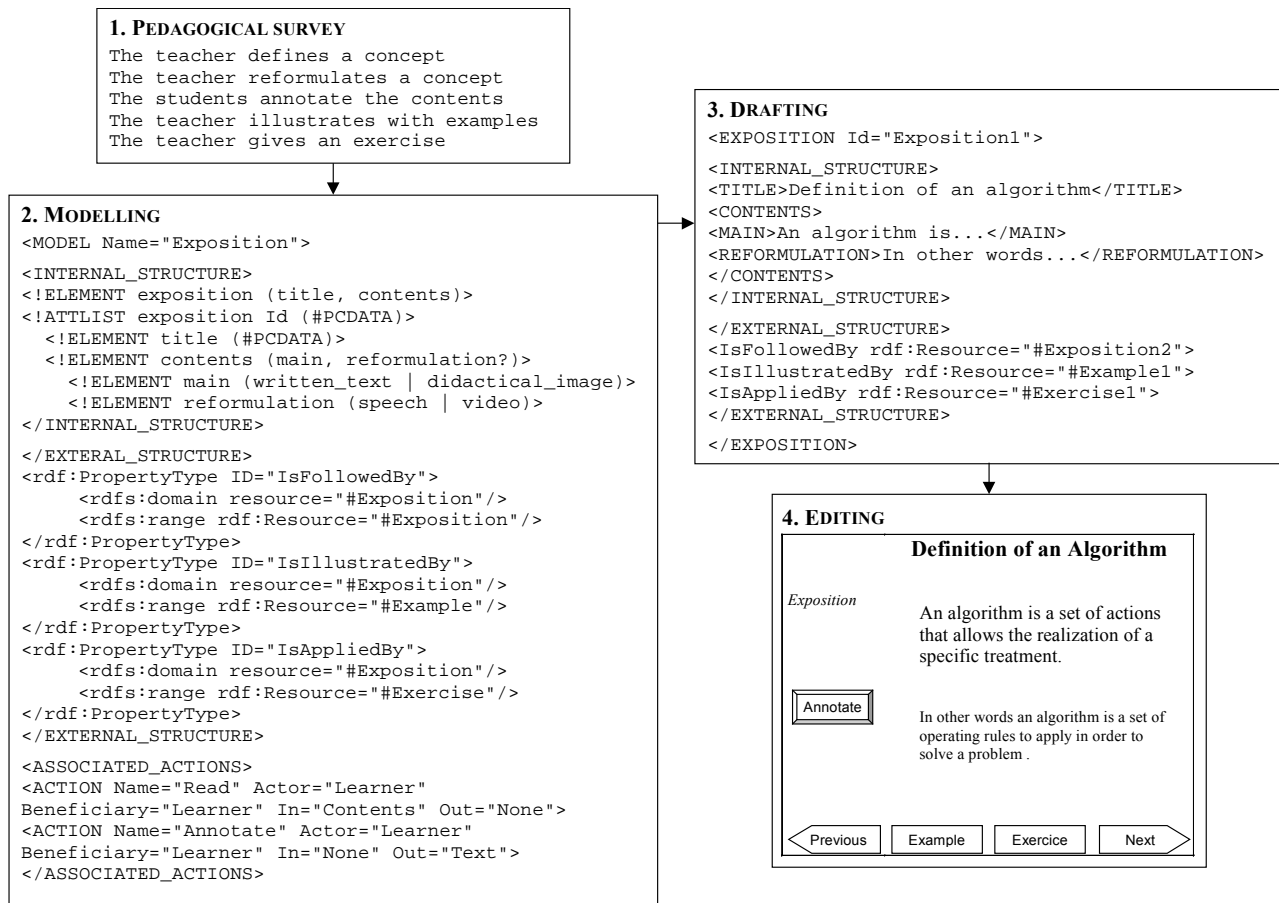 1. PEDAGOGICAL SURVEY
The teacher defines a concept
The teacher reformulates a concept
The students annotate the contents
The teacher illustrates with examples
The teacher gives an exercise
2. MODELLING
<MODEL Name="Exposition">
<INTERNAL_STRUCTURE>
<!ELEMENT exposition (title, contents)>
<!ATTLIST exposition Id (#PCDATA)>
<!ELEMENT title (#PCDATA)>
<!ELEMENT contents (main, reformulation?)>
<!ELEMENT main (written_text | didactical_image)>
<!ELEMENT reformulation (speech | video)>
</INTERNAL_STRUCTURE>
</EXTERAL_STRUCTURE>
<rdf:PropertyType ID="IsFollowedBy">
<rdfs:domain resource="#Exposition"/>
<rdfs:range rdf:Resource="#Exposition"/>
</rdf:PropertyType>
<rdf:PropertyType ID="IsIllustratedBy">
<rdfs:domain resource="#Exposition"/>
<rdfs:range rdf:Resource="#Example"/>
</rdf:PropertyType>
<rdf:PropertyType ID="IsAppliedBy">
<rdfs:domain resource="#Exposition"/>
<rdfs:range rdf:Resource="#Exercise"/>
</rdf:PropertyType>
</EXTERNAL_STRUCTURE>
<ASSOCIATED_ACTIONS>
<ACTION Name="Read" Actor="Learner"
Beneficiary="Learner" In="Contents" Out="None">
<ACTION Name="Annotate" Actor="Learner"
Beneficiary="Learner" In="None" Out="Text">
</ASSOCIATED_ACTIONS>
3. DRAFTING
<EXPOSITION Id="Exposition1">
<INTERNAL_STRUCTURE>
<TITLE>Definition of an algorithm</TITLE>
<CONTENTS>
<MAIN>An algorithm is...</MAIN>
<REFORMULATION>In other words...</REFORMULATION>
</CONTENTS>
</INTERNAL_STRUCTURE>
</EXTERNAL_STRUCTURE>
<IsFollowedBy rdf:Resource="#Exposition2">
<IsIllustratedBy rdf:Resource="#Example1">
<IsAppliedBy rdf:Resource="#Exercise1">
</EXTERNAL_STRUCTURE>
</EXPOSITION>
4. EDITING
Definition of an Algorithm
Exposition
An algorithm is a set of actions
that allows the realization of a
specific treatment.
Annotate
In other words an algorithm is a set of
operating rules to apply in order to
solve a problem .
Previous Example Exercice Next